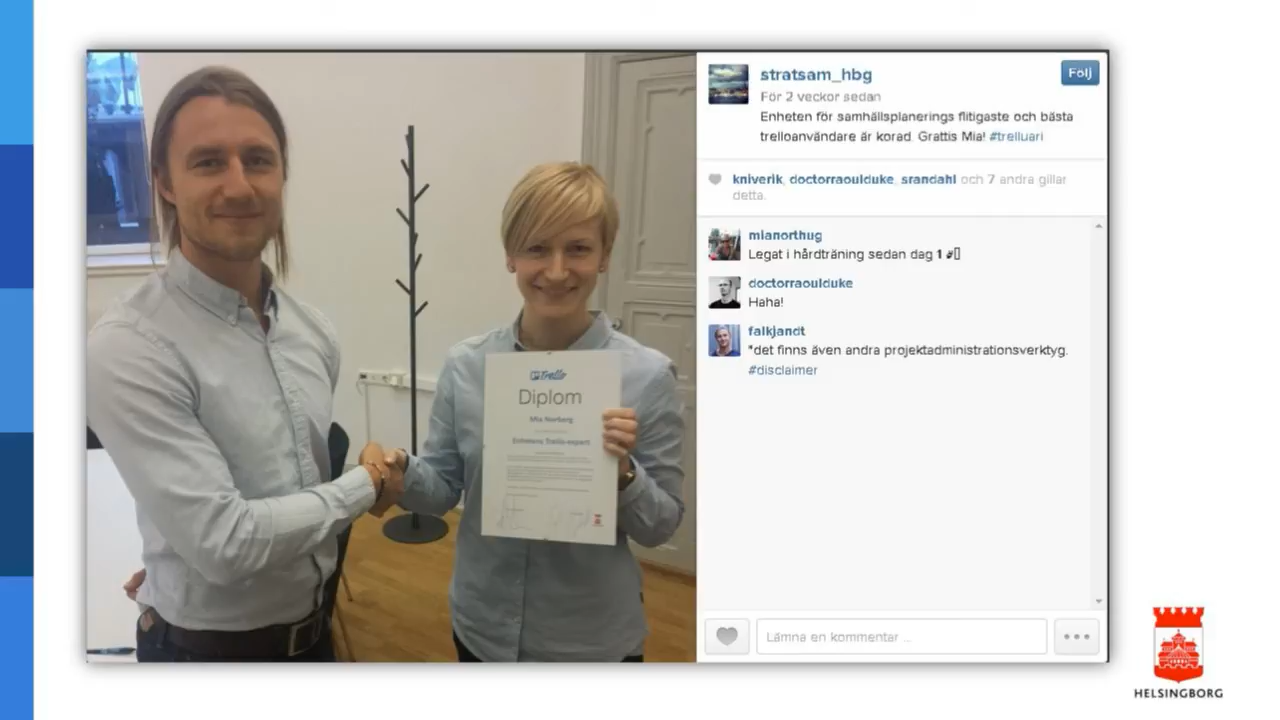 stratsam_hbg
Följ
För 2 veckor sedan
Enheten för samhällsplanerings flitigaste och bästa
trelloanvändare är korad. Grattis Mia! #trelluari
kniverik, doctorraoulduke, srandahl och 7 andra gillar
detta.
mianorthug
Legat i hårdträning sedan dag 1
doctorraoulduke
Haha!
falkjandt
*det finns även andra projektadministrationsverktyg.
#disclaimer
Lämna en kommentar ...
Trello
Diplom
Mia Norberg
Enhetens Trello-expert
HELSINGBORG